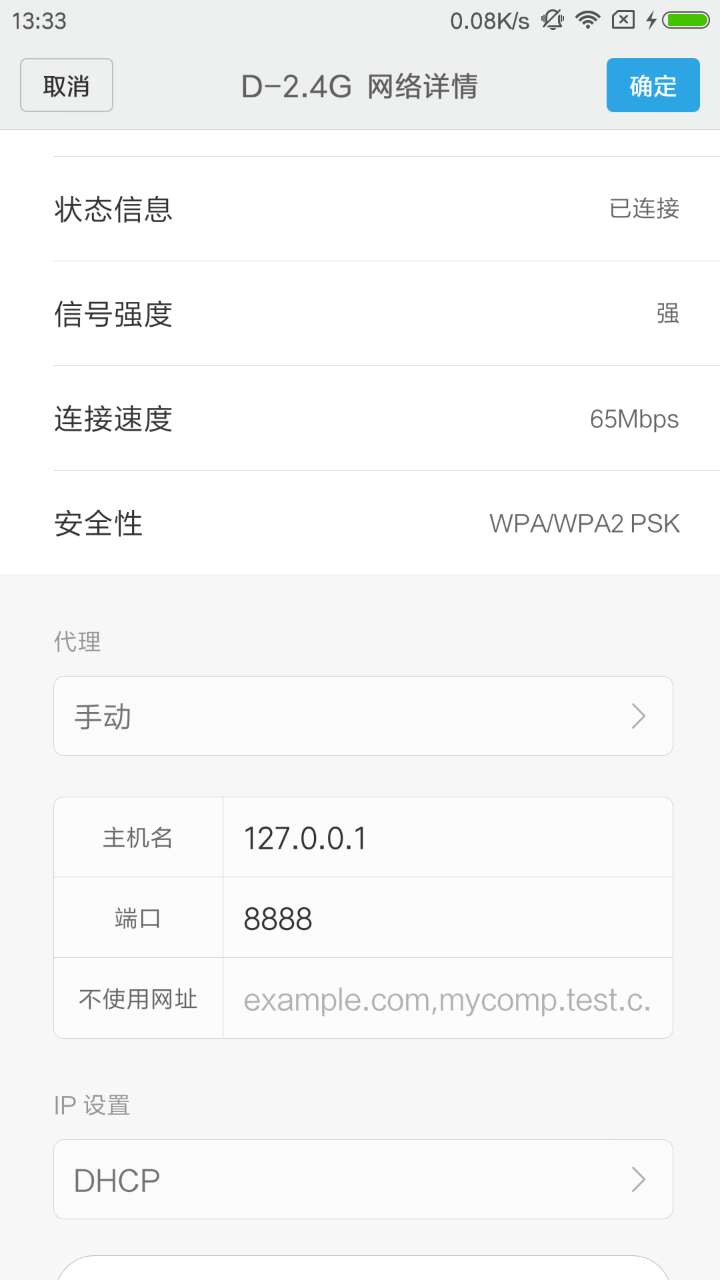 13:33 0.08K/s
取消 D-2.4G 网络详情 确定
状态信息 已连接
信号强度 强
连接速度 65Mbps
安全性 WPA/WPA2 PSK
代理
手动
主机名 127.0.0.1
端口 8888
不使用网址 example.com,mycomp.test.c.
IP 设置
DHCP